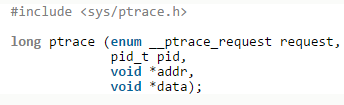 #include <sys/ptrace.h>
long ptrace (enum __ptrace_request request,
pid_t pid,
void *addr,
void *data);